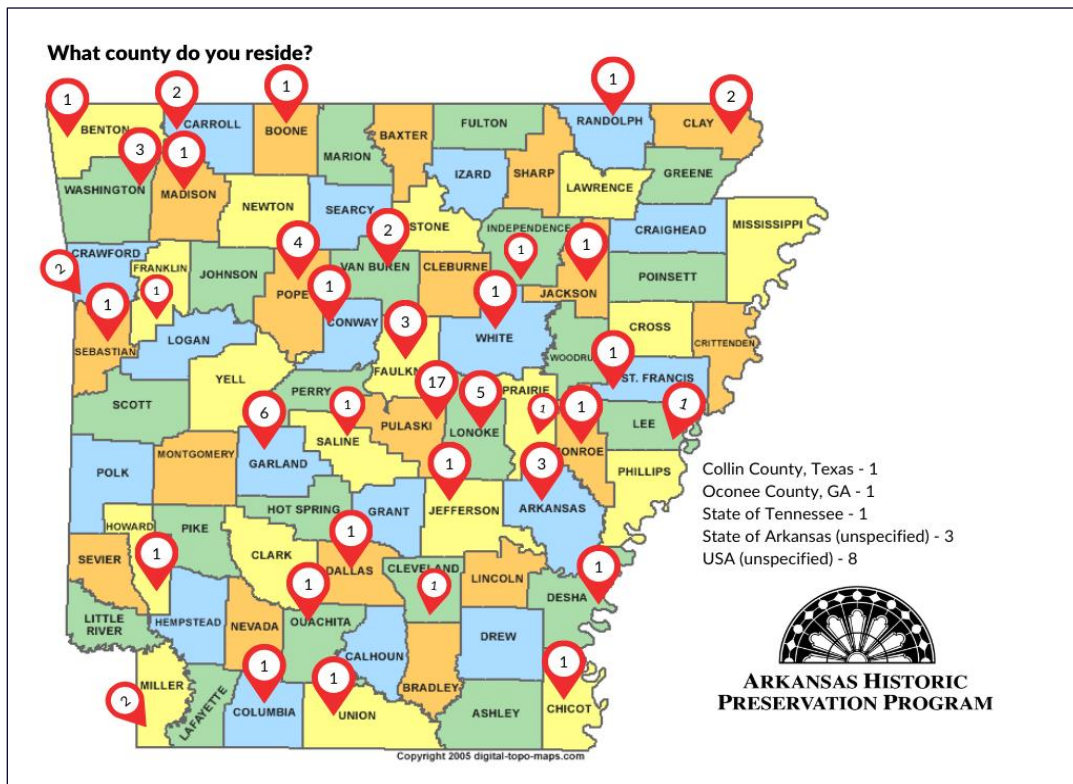 What county do you reside?
1
2
1
1
2
BENTON
CARROLL
BOONE
BAXTER
FULTON
RANDOLPH
CLAY
3
1
MARION
IZARD
SHARP
GREENE
WASHINGTON
MADISON
NEWTON
SEARCY
STONE
LAWRENCE
MISSISSIPPI
INDEPENDENCE
CRAIGHEAD
4
2
1
1
CRAWFORD
FRANKLIN
JOHNSON
VAN BUREN
CLEBURNE
POINSETT
2
1
1
POPE
1
JACKSON
1
CONWAY
3
WHITE
CROSS
CRITTENDEN
SEBASTIAN
LOGAN
WOODRU
1
YELL
FAULKN
ST. FRANCIS
17
5
PERRY
PRAIRIE
SCOTT
6
1
1
1
1
PULASKI
LONOKE
LEE
SALINE
MONTGOMERY
GARLAND
1
3
ONROE
POLK
PHILLIPS
Collin County, Texas - 1
Oconee County, GA - 1
State of Tennessee - 1
State of Arkansas (unspecified) - 3
USA (unspecified) - 8
HOT SPRING
GRANT
JEFFERSON
ARKANSAS
HOWARD
PIKE
1
1
CLARK
DALLAS
CLEVELAND
LINCOLN
1
SEVIER
1
1
DESHA
LITTLE
RIVER
HEMPSTEAD
NEVADA
OUACHITA
DREW
1
1
1
CALHOUN
MILLER
2
BRADLEY
LAFAYETTE
COLUMBIA
UNION
ASHLEY
CHICOT
ARKANSAS HISTORIC
PRESERVATION PROGRAM
Copyright 2005 digital-topo-maps.com